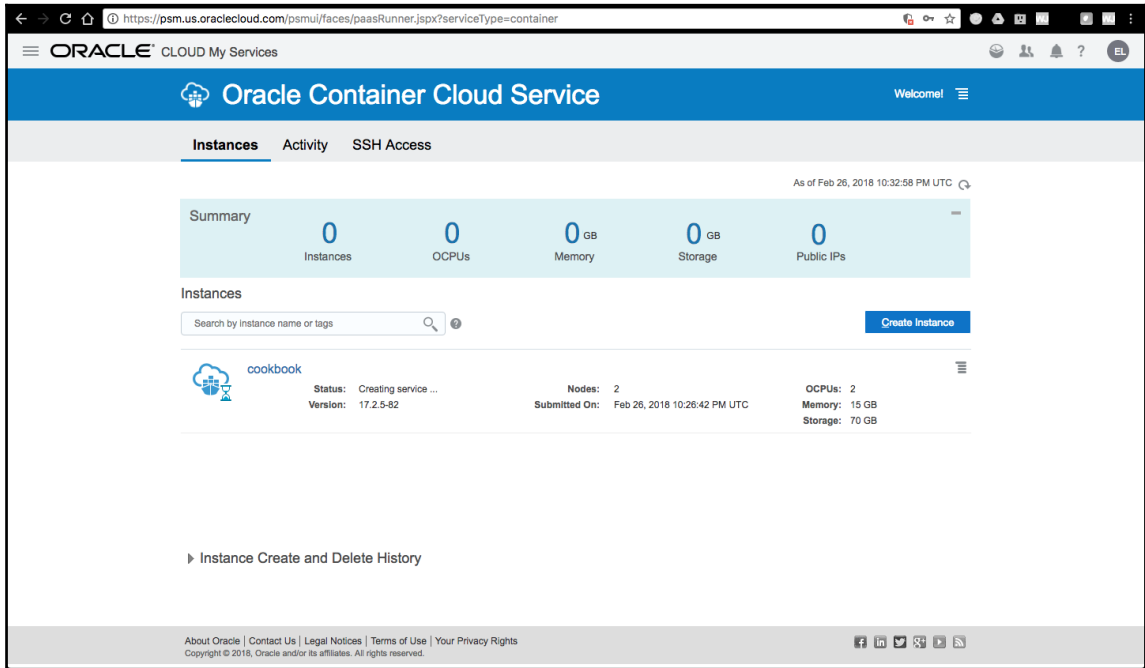 https://psm.us.oraclecloud.com/psmui/faces/paasRunner.jspx?serviceType=container
ORACLE® CLOUD My Services
?
EL
Oracle Container Cloud Service
Welcome!
Instances Activity SSH Access
As of Feb 26, 2018 10:32:58 PM UTC
Summary
0 0 0 GB 0 GB 0
Instances OCPUs Memory Storage Public IPs
Instances
Search by instance name or tags
?
Create Instance
cookbook
Status: Creating service ... Nodes: 2 OCPUs: 2
Version: 17.2.5-82 Submitted On: Feb 26, 2018 10:26:42 PM UTC Memory: 15 GB
Storage: 70 GB
Instance Create and Delete History
About Oracle | Contact Us | Legal Notices | Terms of Use | Your Privacy Rights
Copyright © 2018, Oracle and/or its affiliates. All rights reserved.